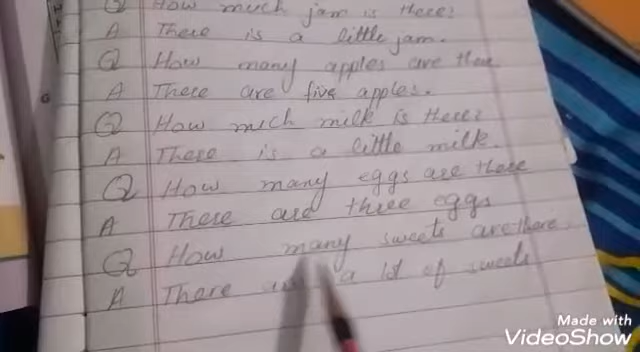 Q How much jam is there?
A There is a little jam.
Q How many apples are there
A There are five apples.
Q How much milk is there?
A There is a little milk.
Q How many eggs are there
A There are three eggs
Q How many sweets are there.
A There are a lot of sweets
Made with
VideoShow